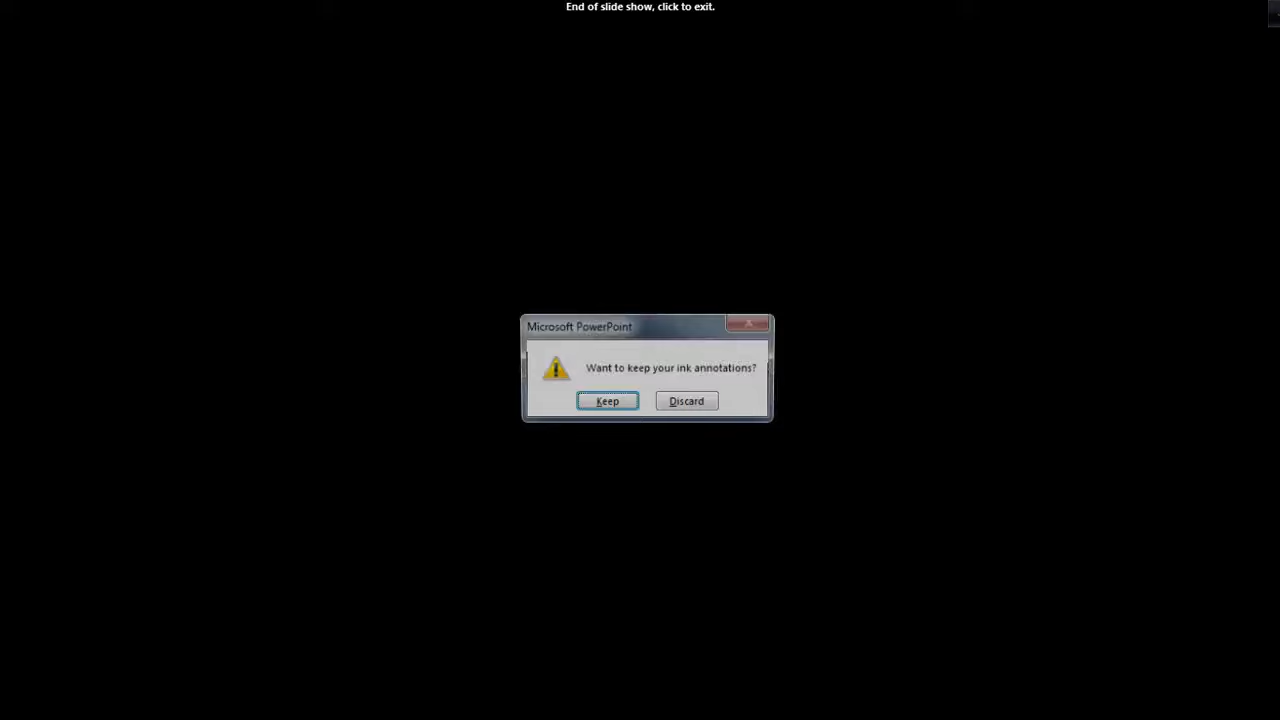 End of slide show, click to exit.
Microsoft PowerPoint
Want to keep your ink annotations?
Keep
Discard